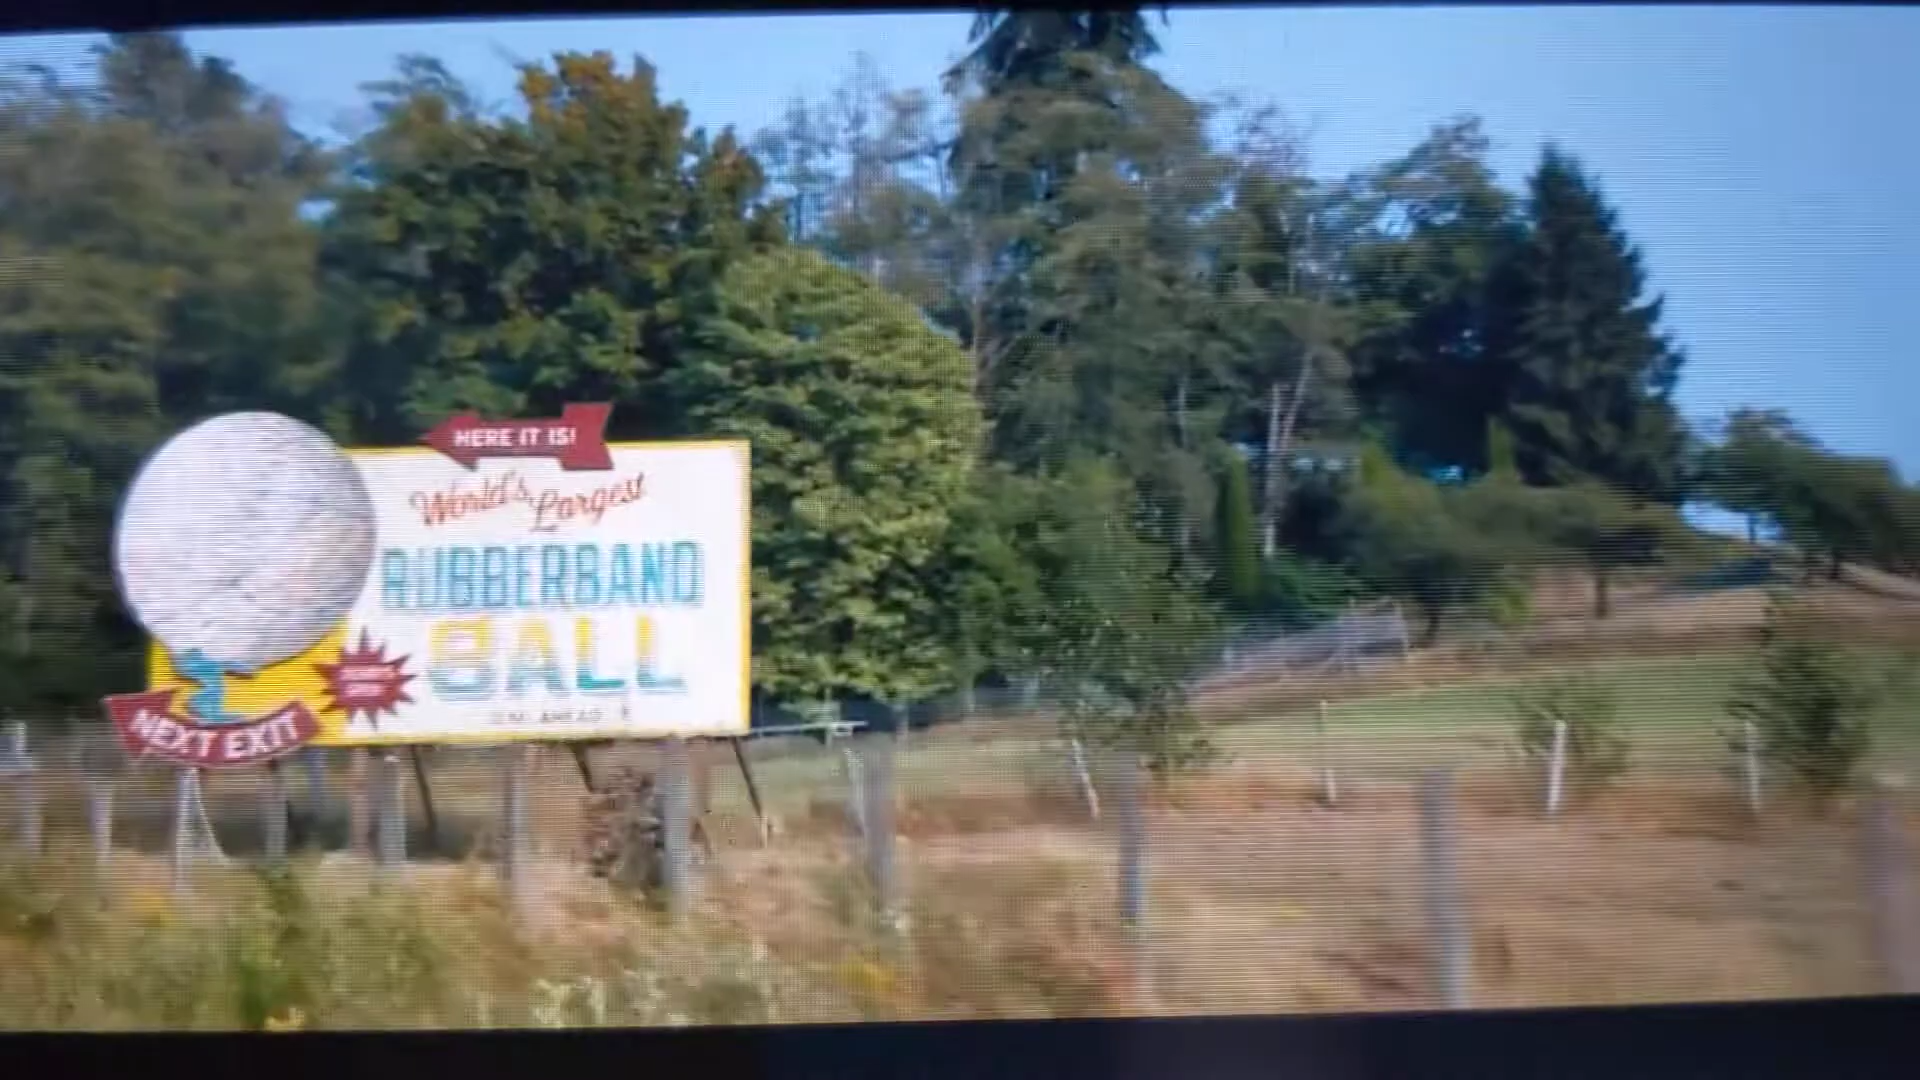 HERE IT IS!
World's Largest
RUBBERBAND
BALL
NEXT EXIT